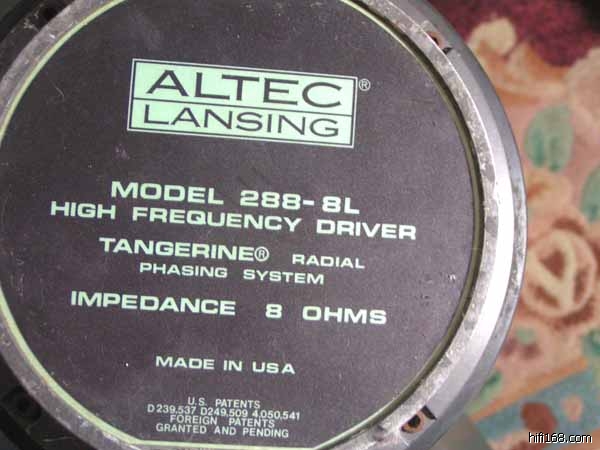 ALTEC ®
LANSING
MODEL 288-8L
HIGH FREQUENCY DRIVER
TANGERINE® RADIAL
PHASING SYSTEM
IMPEDANCE 8 OHMS
MADE IN USA
U.S. PATENTS
D239,537 D249,509 4,050,541
FOREIGN PATENTS
GRANTED AND PENDING
hifi168.com